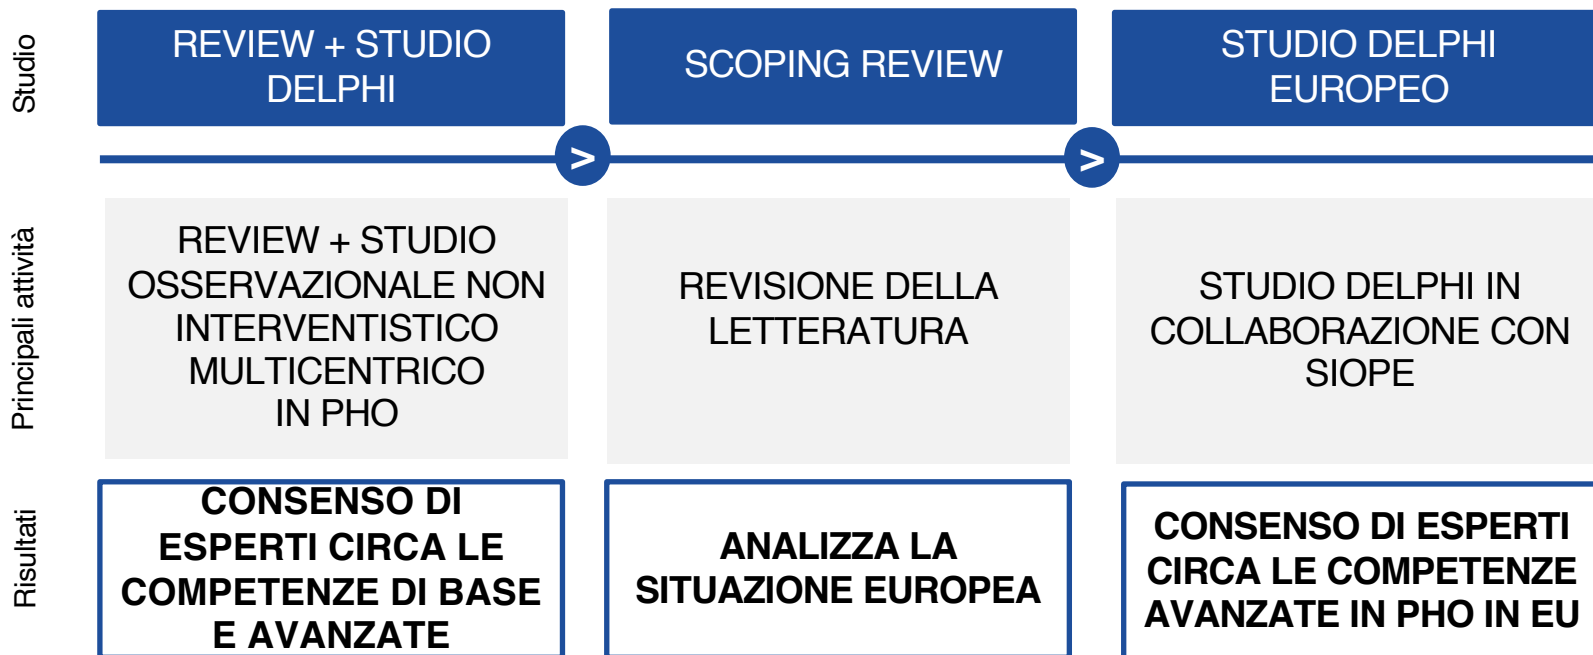 Studio
REVIEW + STUDIO
DELPHI
SCOPING REVIEW
STUDIO DELPHI
EUROPEO
>
>
Principali attività
REVIEW + STUDIO
OSSERVAZIONALE NON
INTERVENTISTICO
MULTICENTRICO
IN PHO
REVISIONE DELLA
LETTERATURA
STUDIO DELPHI IN
COLLABORAZIONE CON
SIOPE
Risultati
CONSENSO DI
ESPERTI CIRCA LE
COMPETENZE DI BASE
E AVANZATE
ANALIZZA LA
SITUAZIONE EUROPEA
CONSENSO DI ESPERTI
CIRCA LE COMPETENZE
AVANZATE IN PHO IN EU